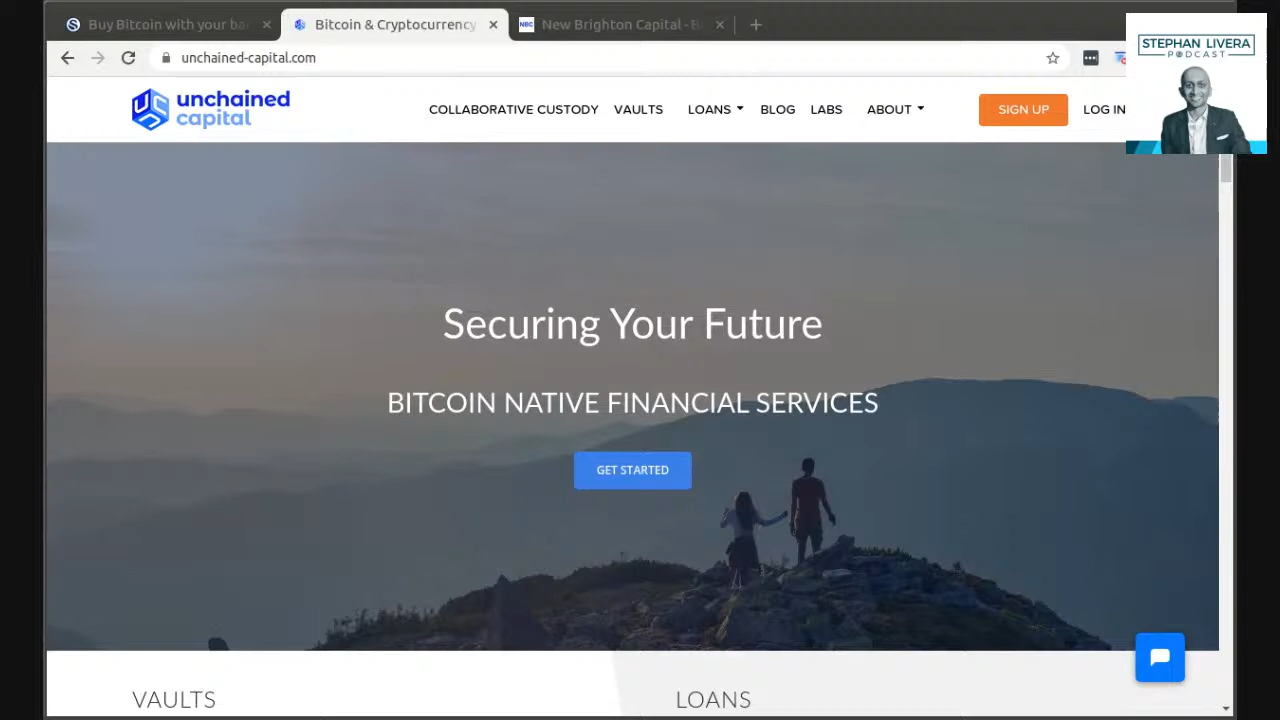 Buy Bitcoin with your ba
Bitcoin & Cryptocurrency
NBC New Brighton Capital - B
unchained-capital.com
STEPHAN LIVERA
PODCAST
unchained
capital
COLLABORATIVE CUSTODY VAULTS LOANS BLOG LABS ABOUT SIGN UP LOG IN
Securing Your Future
BITCOIN NATIVE FINANCIAL SERVICES
GET STARTED
VAULTS LOANS